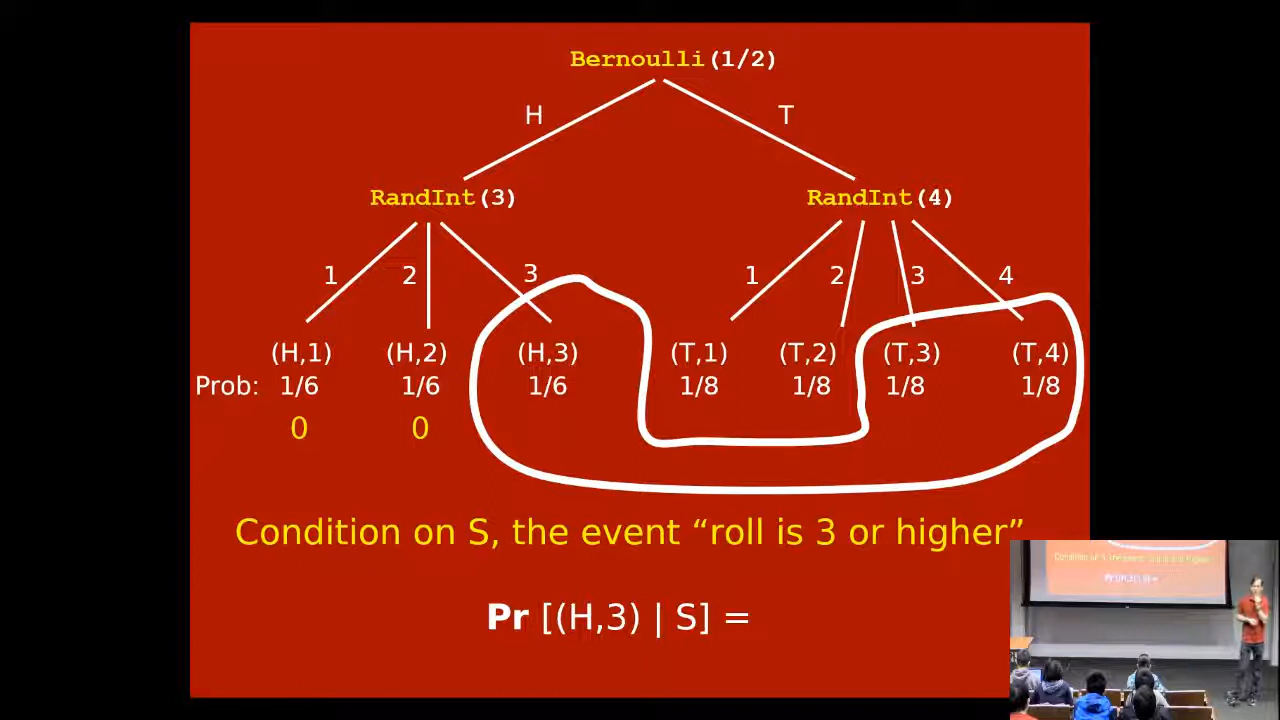 Bernoulli(1/2)
H T
RandInt(3) RandInt(4)
1 2 3 1 2 3 4
(H,1) (H,2) (H,3) (T,1) (T,2) (T,3) (T,4)
Prob: 1/6 1/6 1/6 1/8 1/8 1/8 1/8
0 0
Condition on S, the event “roll is 3 or higher”
Pr [(H,3) | S] =